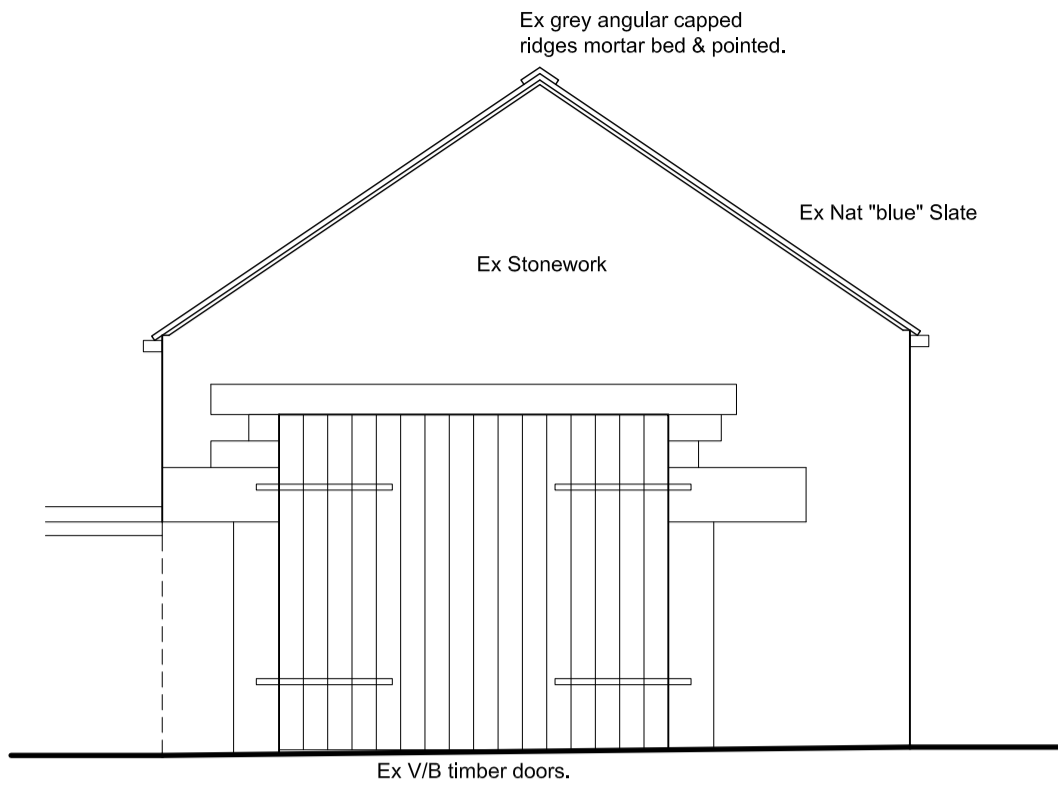 Ex grey angular capped
ridges mortar bed & pointed.
Ex Nat "blue" Slate
Ex Stonework
Ex V/B timber doors.